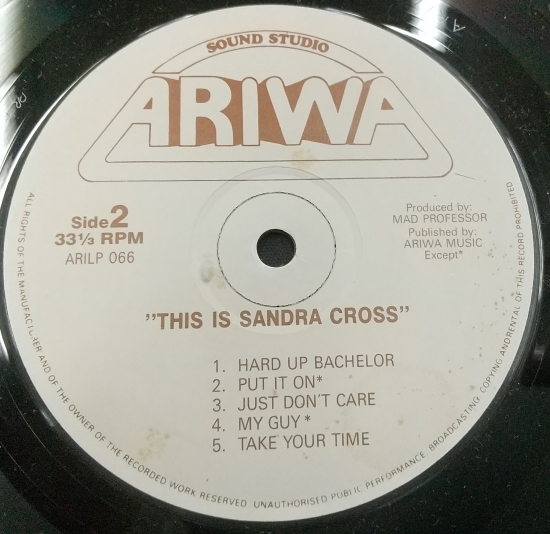 SOUND STUDIO
ARIWA
Side 2
33⅓ RPM
ARILP 066
Produced by:
MAD PROFESSOR
Published by:
ARIWA MUSIC
Except*
"THIS IS SANDRA CROSS"
1. HARD UP BACHELOR
2. PUT IT ON*
3. JUST DON'T CARE
4. MY GUY*
5. TAKE YOUR TIME
ALL RIGHTS OF THE MANUFACTURER AND OF THE OWNER OF THE RECORDED WORK RESERVED. UNAUTHORISED PUBLIC PERFORMANCE. BROADCASTING. COPYING ANDRENTAL OF THIS RECORD PROHIBITED